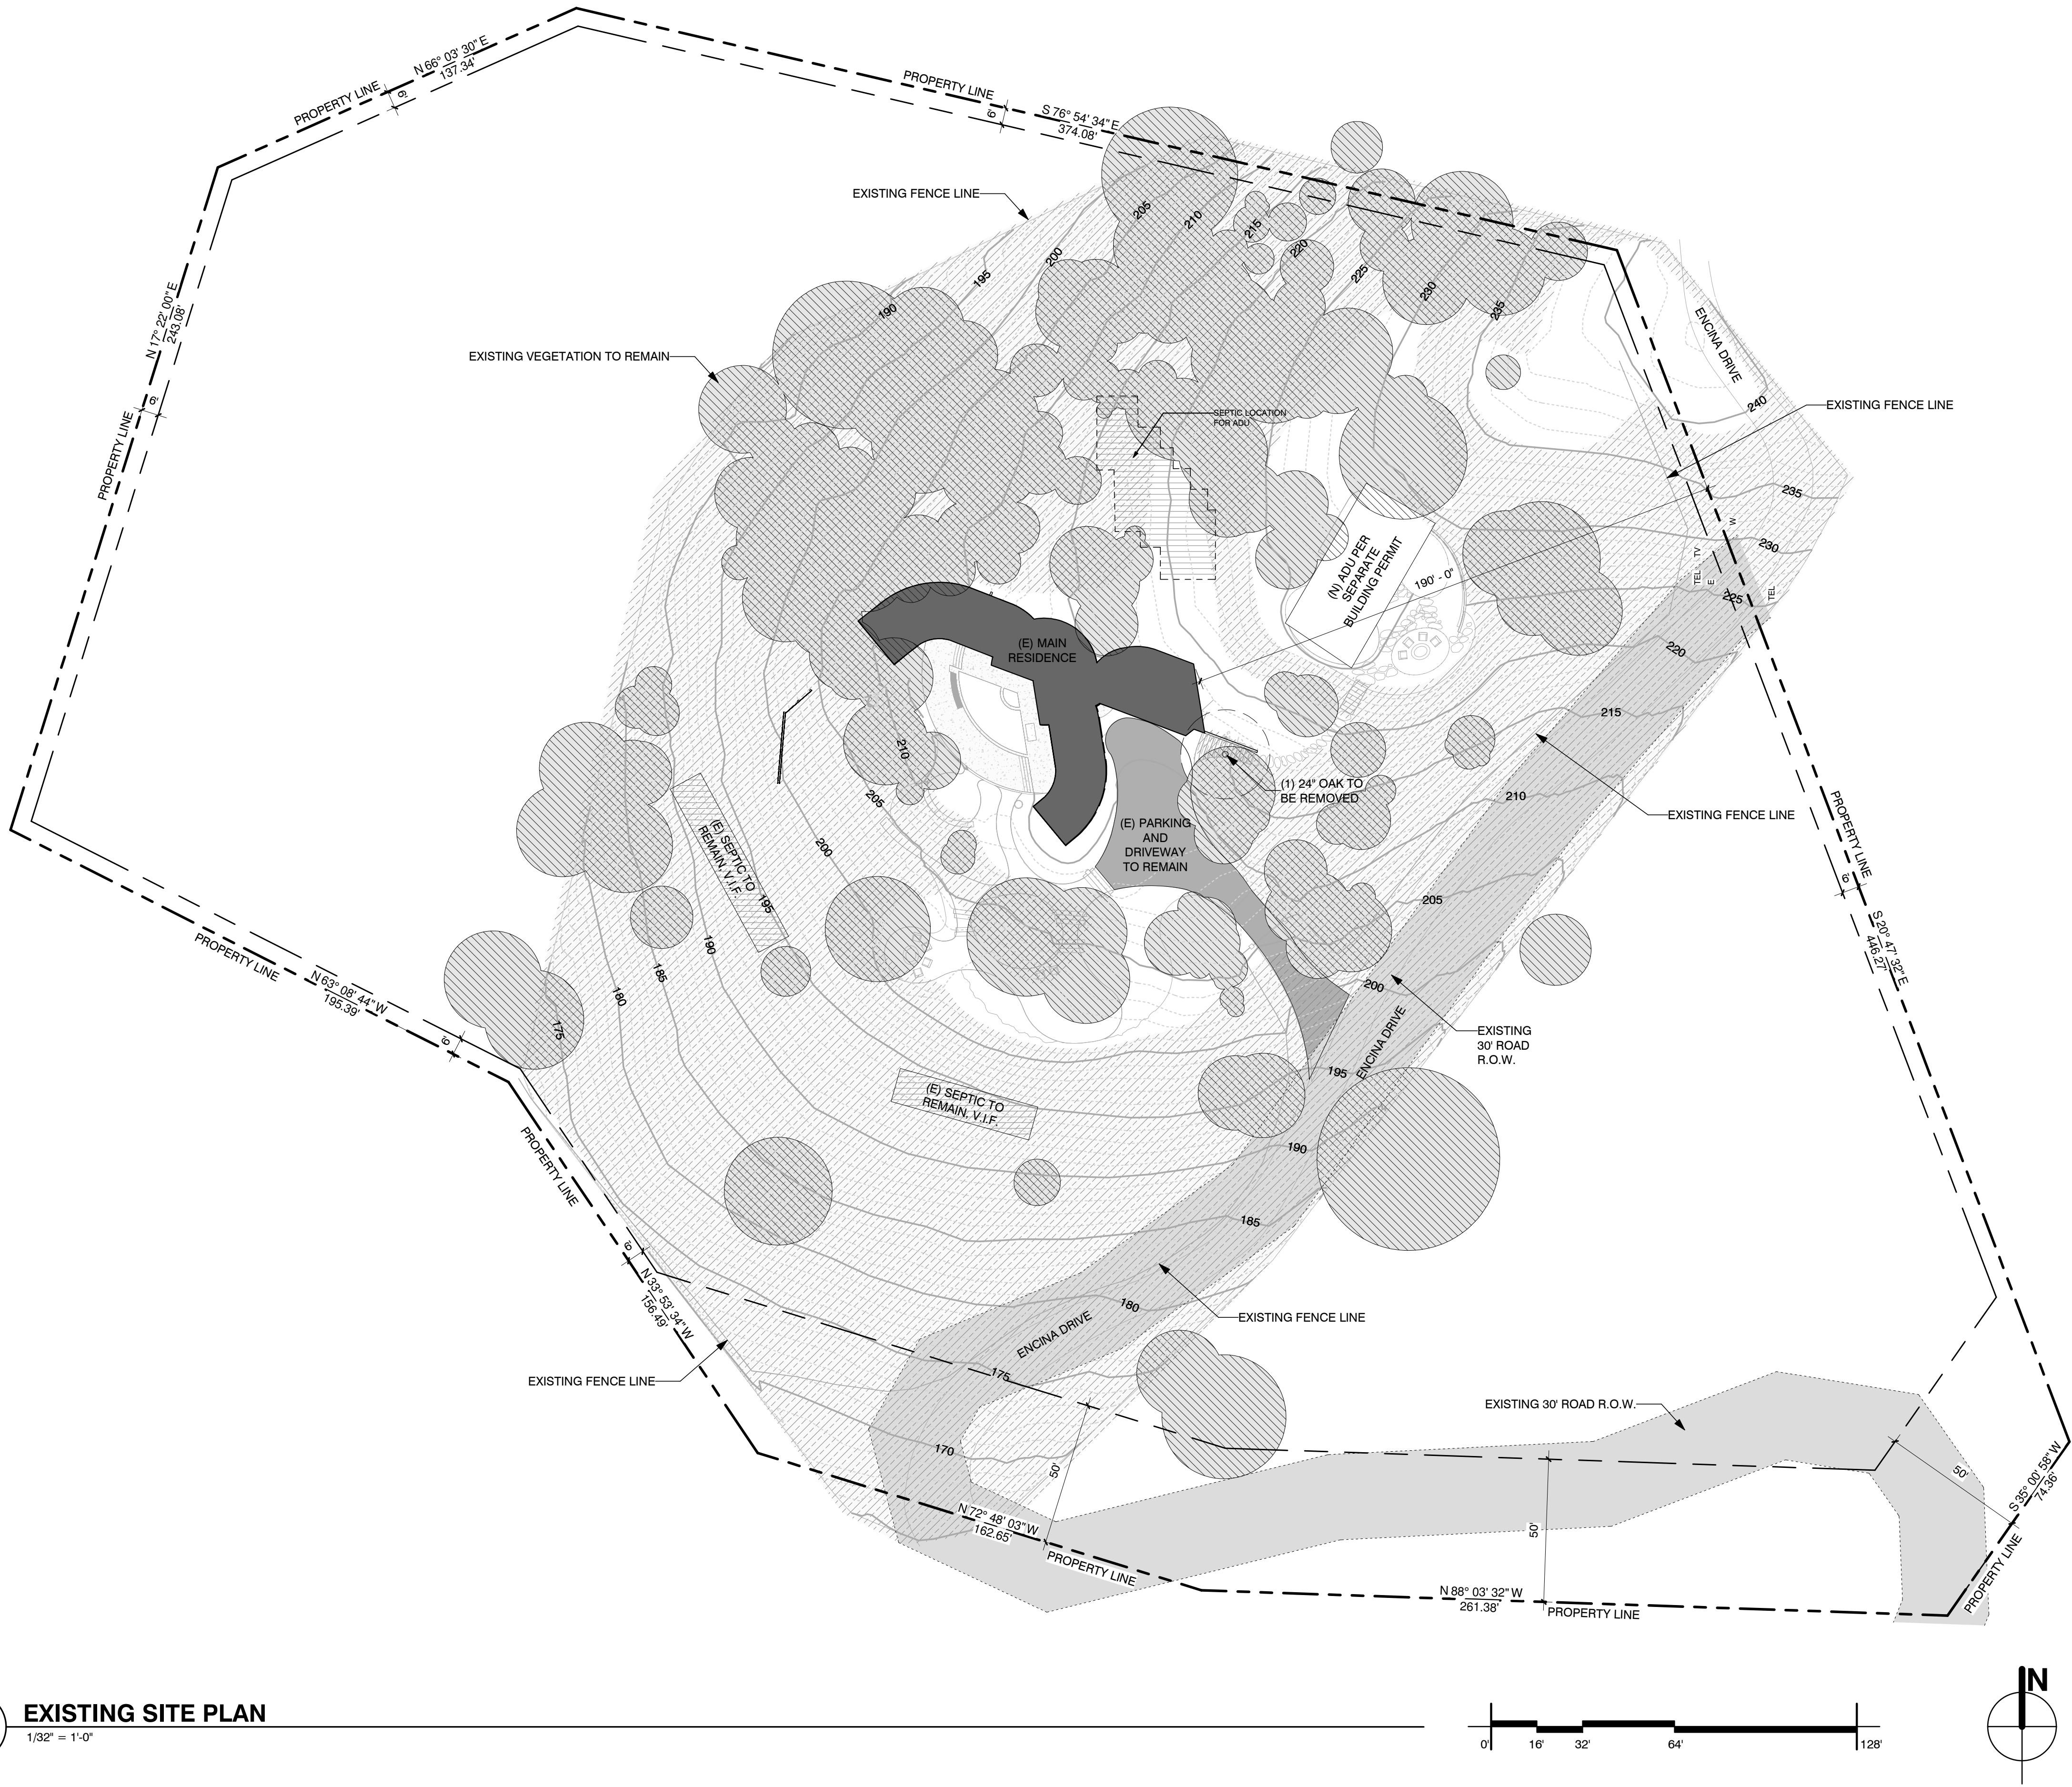 N 66° 03' 30" E
137.34'
PROPERTY LINE
6'
PROPERTY LINE
6'
S 76° 54' 34" E
374.08'
EXISTING FENCE LINE
205
210
215
220
225
230
235
200
195
190
N 17° 22' 00" E
243.08'
ENCINA DRIVE
EXISTING VEGETATION TO REMAIN
6'
PROPERTY LINE
SEPTIC LOCATION
FOR ADU
240
EXISTING FENCE LINE
235
W
230
TEL TV
E
TEL
225
(N) ADU PER
SEPARATE
BUILDING PERMIT
190' - 0"
(E) MAIN
RESIDENCE
220
215
210
210
205
200
(1) 24" OAK TO
BE REMOVED
EXISTING FENCE LINE
(E) PARKING
AND
DRIVEWAY
TO REMAIN
PROPERTY LINE
6'
(E) SEPTIC TO
REMAIN, V.I.F.
195
205
S 20° 47' 32" E
446.27'
PROPERTY LINE
190
185
180
175
N 63° 08' 44" W
195.39'
6'
200
ENCINA DRIVE
EXISTING
30' ROAD
R.O.W.
195
(E) SEPTIC TO
REMAIN, V.I.F.
190
PROPERTY LINE
185
6'
N 33° 53' 34" W
156.49'
180
ENCINA DRIVE
EXISTING FENCE LINE
175
EXISTING FENCE LINE
EXISTING 30' ROAD R.O.W.
170
50'
50'
50'
S 35° 00' 58" W
74.36'
N 72° 48' 03" W
162.65'
PROPERTY LINE
PROPERTY LINE
N 88° 03' 32" W
261.38'
PROPERTY LINE
N
EXISTING SITE PLAN
1/32" = 1'-0"
0'
16'
32'
64'
128'